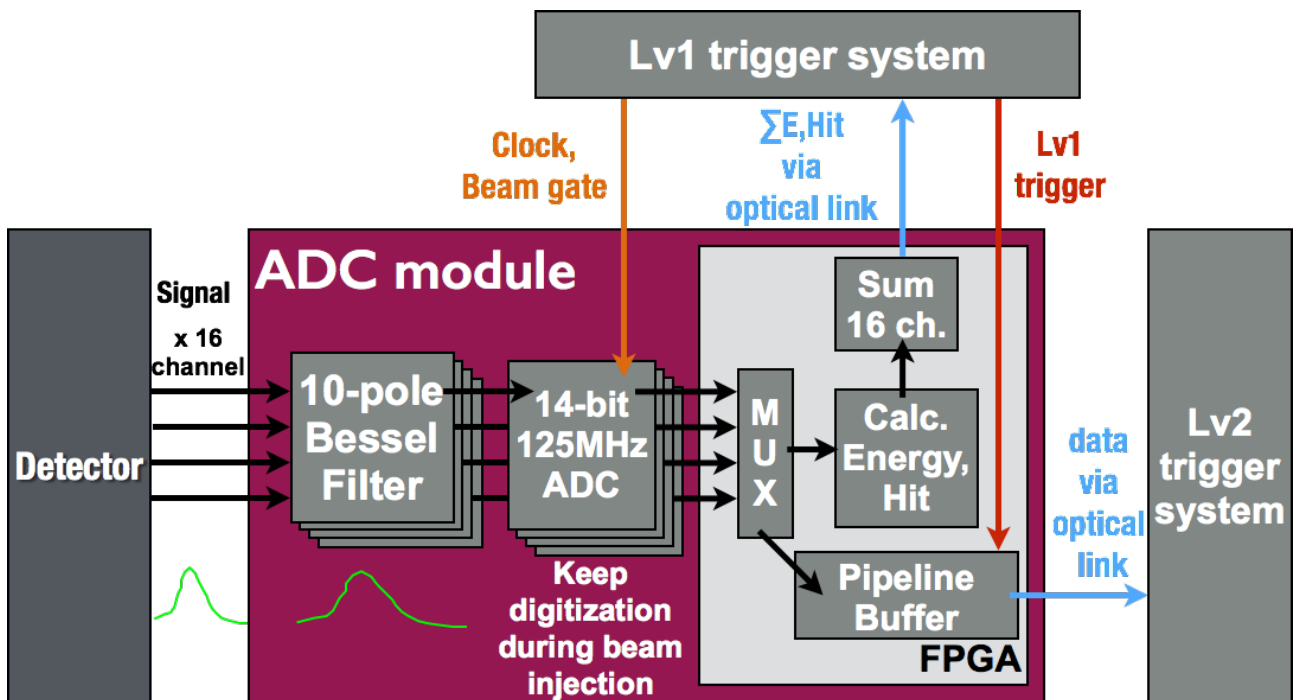 Lv1 trigger system
Clock,
Beam gate
∑E,Hit
via
optical link
Lv1
trigger
ADC module
Signal
x 16
channel
Detector
10-pole
Bessel
Filter
14-bit
125MHz
ADC
Keep
digitization
during beam
injection
MUX
Sum
16 ch.
Calc.
Energy,
Hit
Pipeline
Buffer
FPGA
data
via
optical
link
Lv2
trigger
system